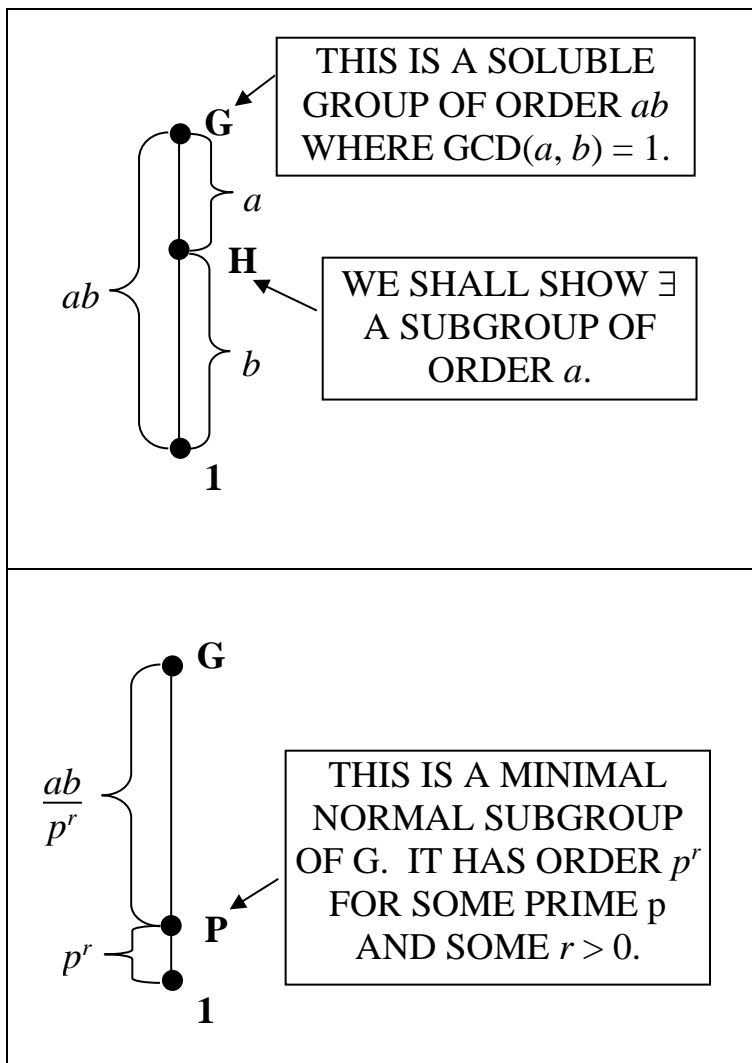 THIS IS A SOLUBLE
GROUP OF ORDER ab
WHERE GCD(a, b) = 1.
G
a
H
ab
WE SHALL SHOW ∃
A SUBGROUP OF
ORDER a.
b
1
G
ab
p^r
THIS IS A MINIMAL
NORMAL SUBGROUP
OF G. IT HAS ORDER p^r
FOR SOME PRIME p
AND SOME r > 0.
P
p^r
1